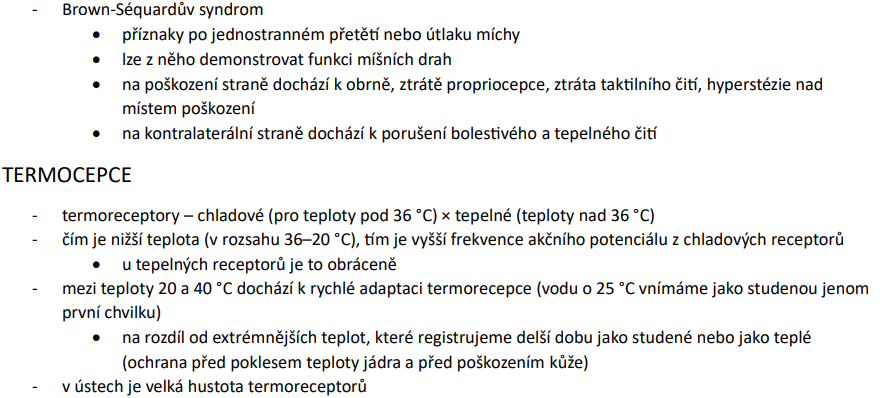 - Brown-Séquardův syndrom
• příznaky po jednostranném přetětí nebo útlaku míchy
• lze z něho demonstrovat funkci míšních drah
• na poškození straně dochází k obrně, ztrátě propriocepce, ztráta taktilního čití, hyperstézie nad
místem poškození
• na kontralaterální straně dochází k porušení bolestivého a tepelného čití
TERMOCEPCE
- termoreceptory – chladové (pro teploty pod 36 °C) × tepelné (teploty nad 36 °C)
- čím je nižší teplota (v rozsahu 36–20 °C), tím je vyšší frekvence akčního potenciálu z chladových receptorů
• u tepelných receptorů je to obráceně
- mezi teploty 20 a 40 °C dochází k rychlé adaptaci termorecepce (vodu o 25 °C vnímáme jako studenou jenom
první chvilku)
• na rozdíl od extrémnějších teplot, které registrujeme delší dobu jako studené nebo jako teplé
(ochrana před poklesem teploty jádra a před poškozením kůže)
- v ústech je velká hustota termoreceptorů